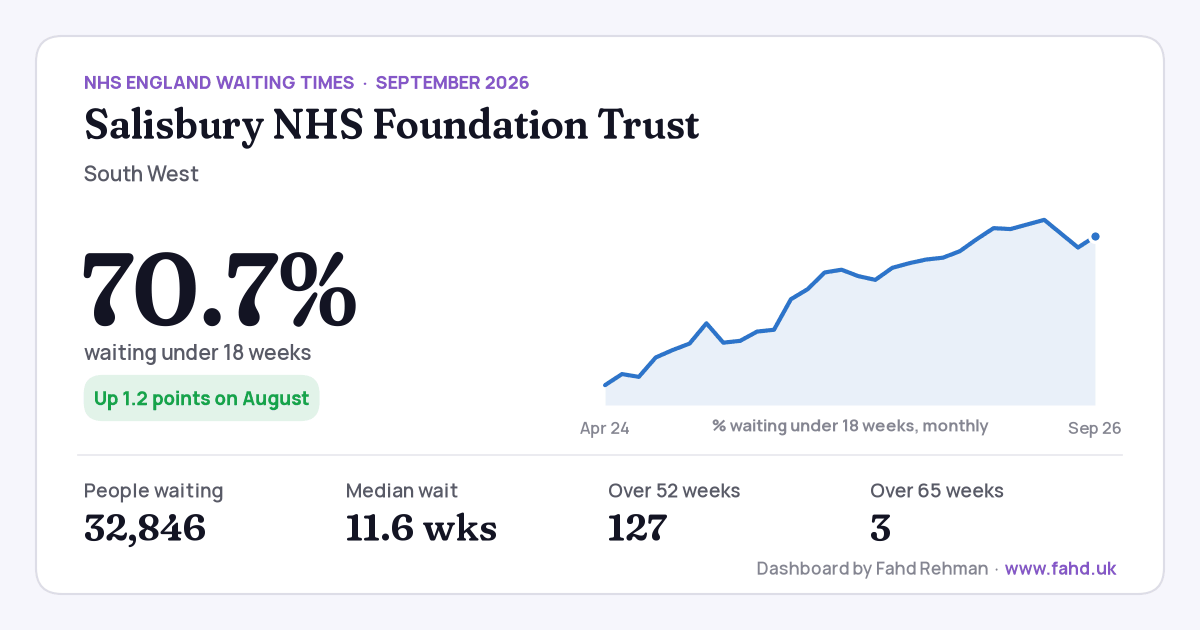 NHS ENGLAND WAITING TIMES · SEPTEMBER 2026
Salisbury NHS Foundation Trust
South West
70.7%
waiting under 18 weeks
Up 1.2 points on August
Apr 24
% waiting under 18 weeks, monthly
Sep 26
People waiting
32,846
Median wait
11.6 wks
Over 52 weeks
127
Over 65 weeks
3
Dashboard by Fahd Rehman · www.fahd.uk